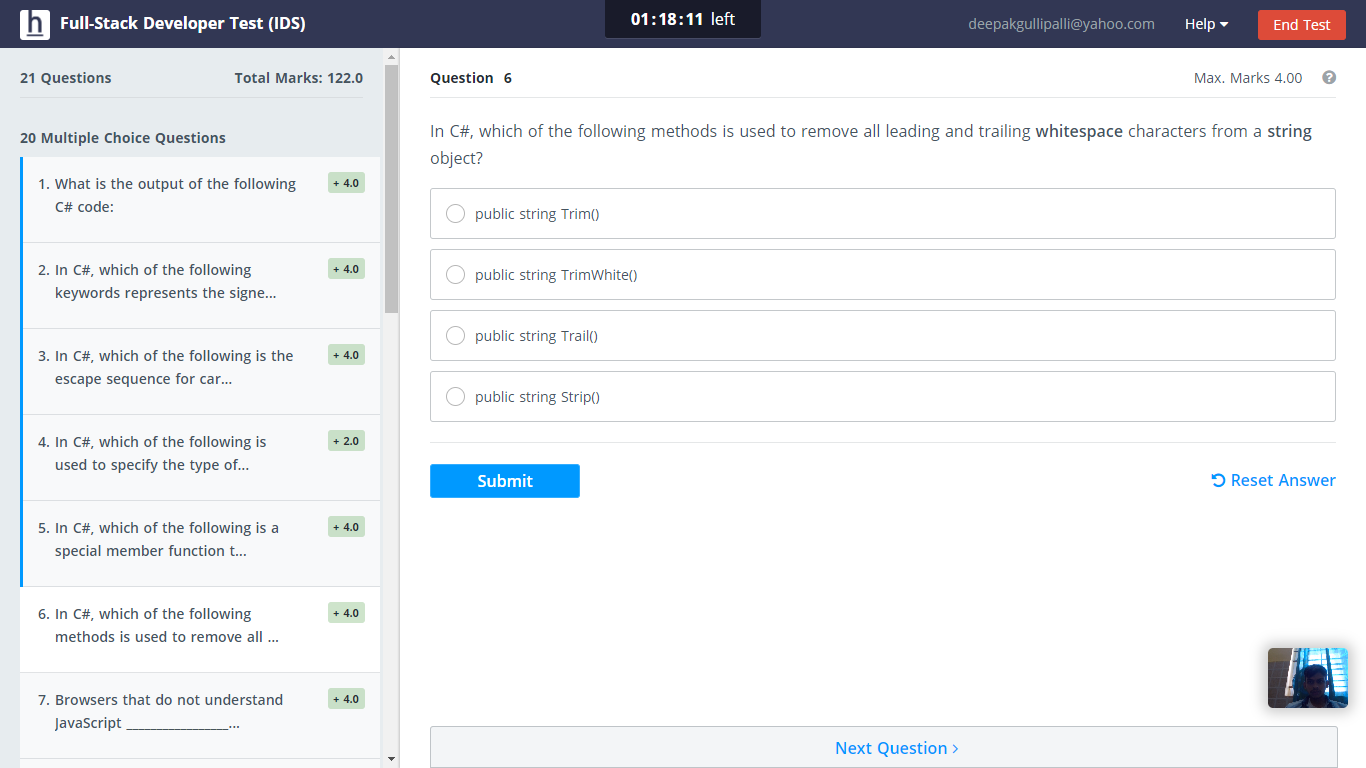 h Full-Stack Developer Test (IDS)
01:18:11 left
deepakgullipalli@yahoo.com
Help
End Test
21 Questions
Total Marks: 122.0
20 Multiple Choice Questions
1. What is the output of the following
C# code:
+ 4.0
2. In C#, which of the following
keywords represents the signe...
+ 4.0
3. In C#, which of the following is the
escape sequence for car...
+ 4.0
4. In C#, which of the following is
used to specify the type of...
+ 2.0
5. In C#, which of the following is a
special member function t...
+ 4.0
6. In C#, which of the following
methods is used to remove all ...
+ 4.0
7. Browsers that do not understand
JavaScript _________________...
+ 4.0
Question 6
Max. Marks 4.00
?
In C#, which of the following methods is used to remove all leading and trailing whitespace characters from a string
object?
public string Trim()
public string TrimWhite()
public string Trail()
public string Strip()
Submit
Reset Answer
Next Question >